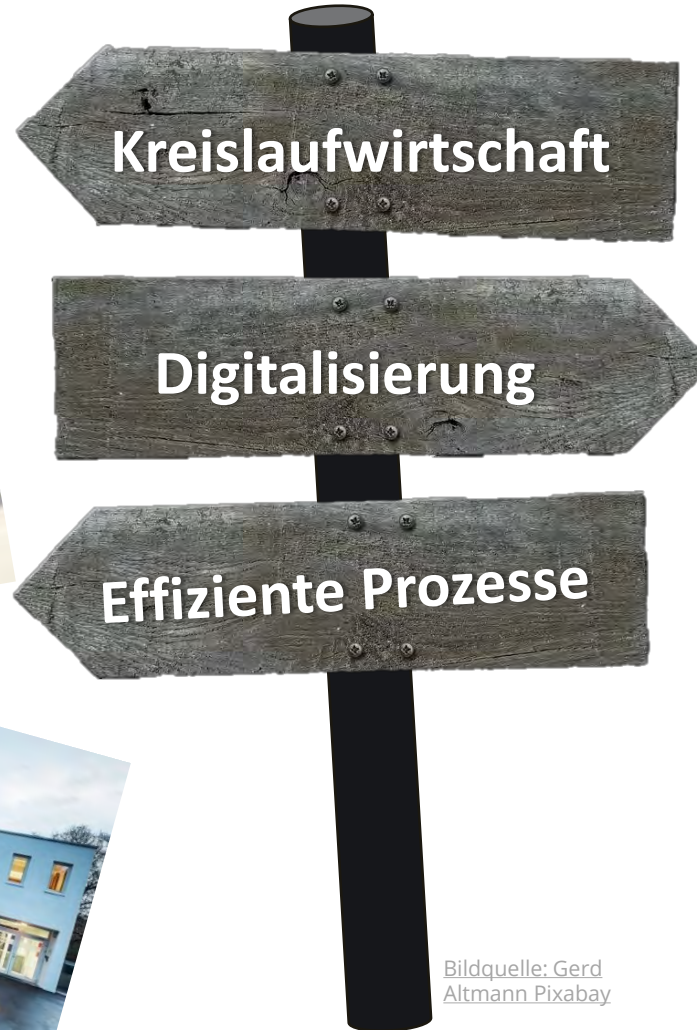 Kreislaufwirtschaft
Digitalisierung
Effiziente Prozesse
Bildquelle: Gerd
Altmann Pixabay